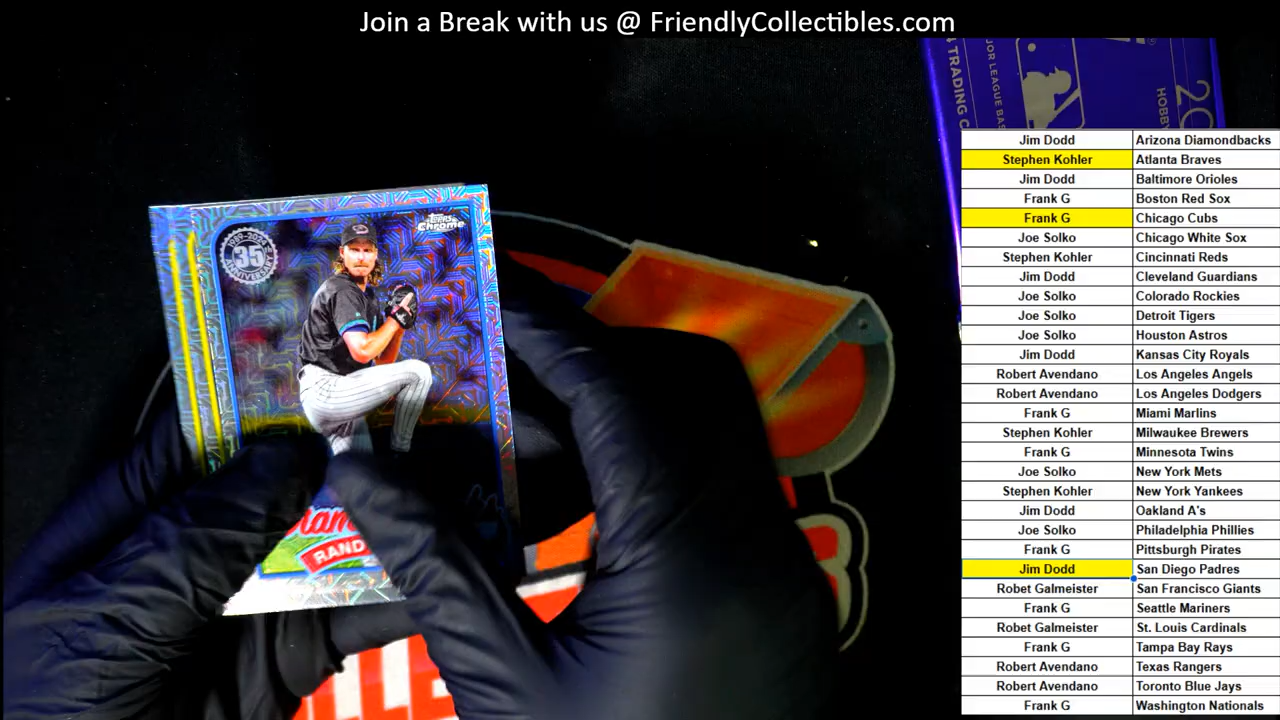 Join a Break with us @ FriendlyCollectibles.com
HOBBY
Jim Dodd Arizona Diamondbacks
Stephen Kohler Atlanta Braves
Jim Dodd Baltimore Orioles
Frank G Boston Red Sox
Frank G Chicago Cubs
Joe Solko Chicago White Sox
Stephen Kohler Cincinnati Reds
Jim Dodd Cleveland Guardians
Joe Solko Colorado Rockies
Joe Solko Detroit Tigers
Joe Solko Houston Astros
Jim Dodd Kansas City Royals
Robert Avendano Los Angeles Angels
Robert Avendano Los Angeles Dodgers
Frank G Miami Marlins
Stephen Kohler Milwaukee Brewers
Frank G Minnesota Twins
Joe Solko New York Mets
Stephen Kohler New York Yankees
Jim Dodd Oakland A's
Joe Solko Philadelphia Phillies
Frank G Pittsburgh Pirates
Jim Dodd San Diego Padres
Robet Galmeister San Francisco Giants
Frank G Seattle Mariners
Robet Galmeister St. Louis Cardinals
Frank G Tampa Bay Rays
Robert Avendano Texas Rangers
Robert Avendano Toronto Blue Jays
Frank G Washington Nationals
Topps
Chrome
35
ANNIVERSARY
RAND